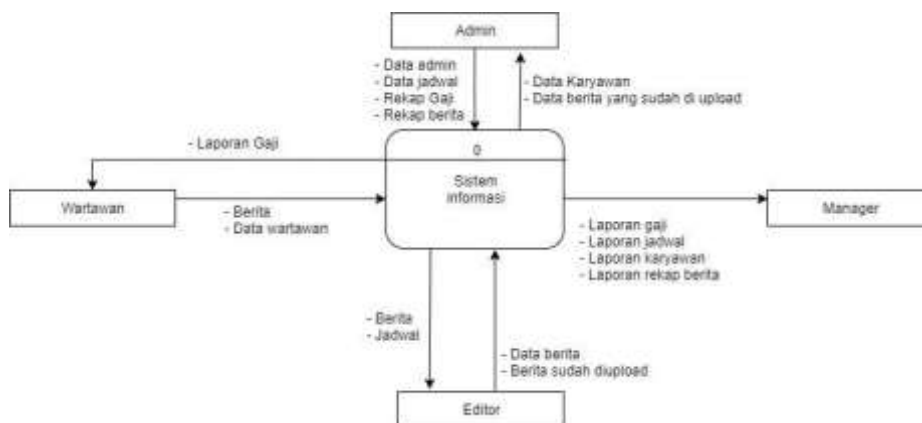 Admin
- Data admin
- Data jadwal
- Rekap Gaji
- Rekap berita
- Data Karyawan
- Data berita yang sudah di upload
- Laporan Gaji
0
Sistem
informasi
Wartawan
- Berita
- Data wartawan
Manager
- Laporan gaji
- Laporan jadwal
- Laporan karyawan
- Laporan rekap berita
- Berita
- Jadwal
- Data berita
- Berita sudah diupload
Editor